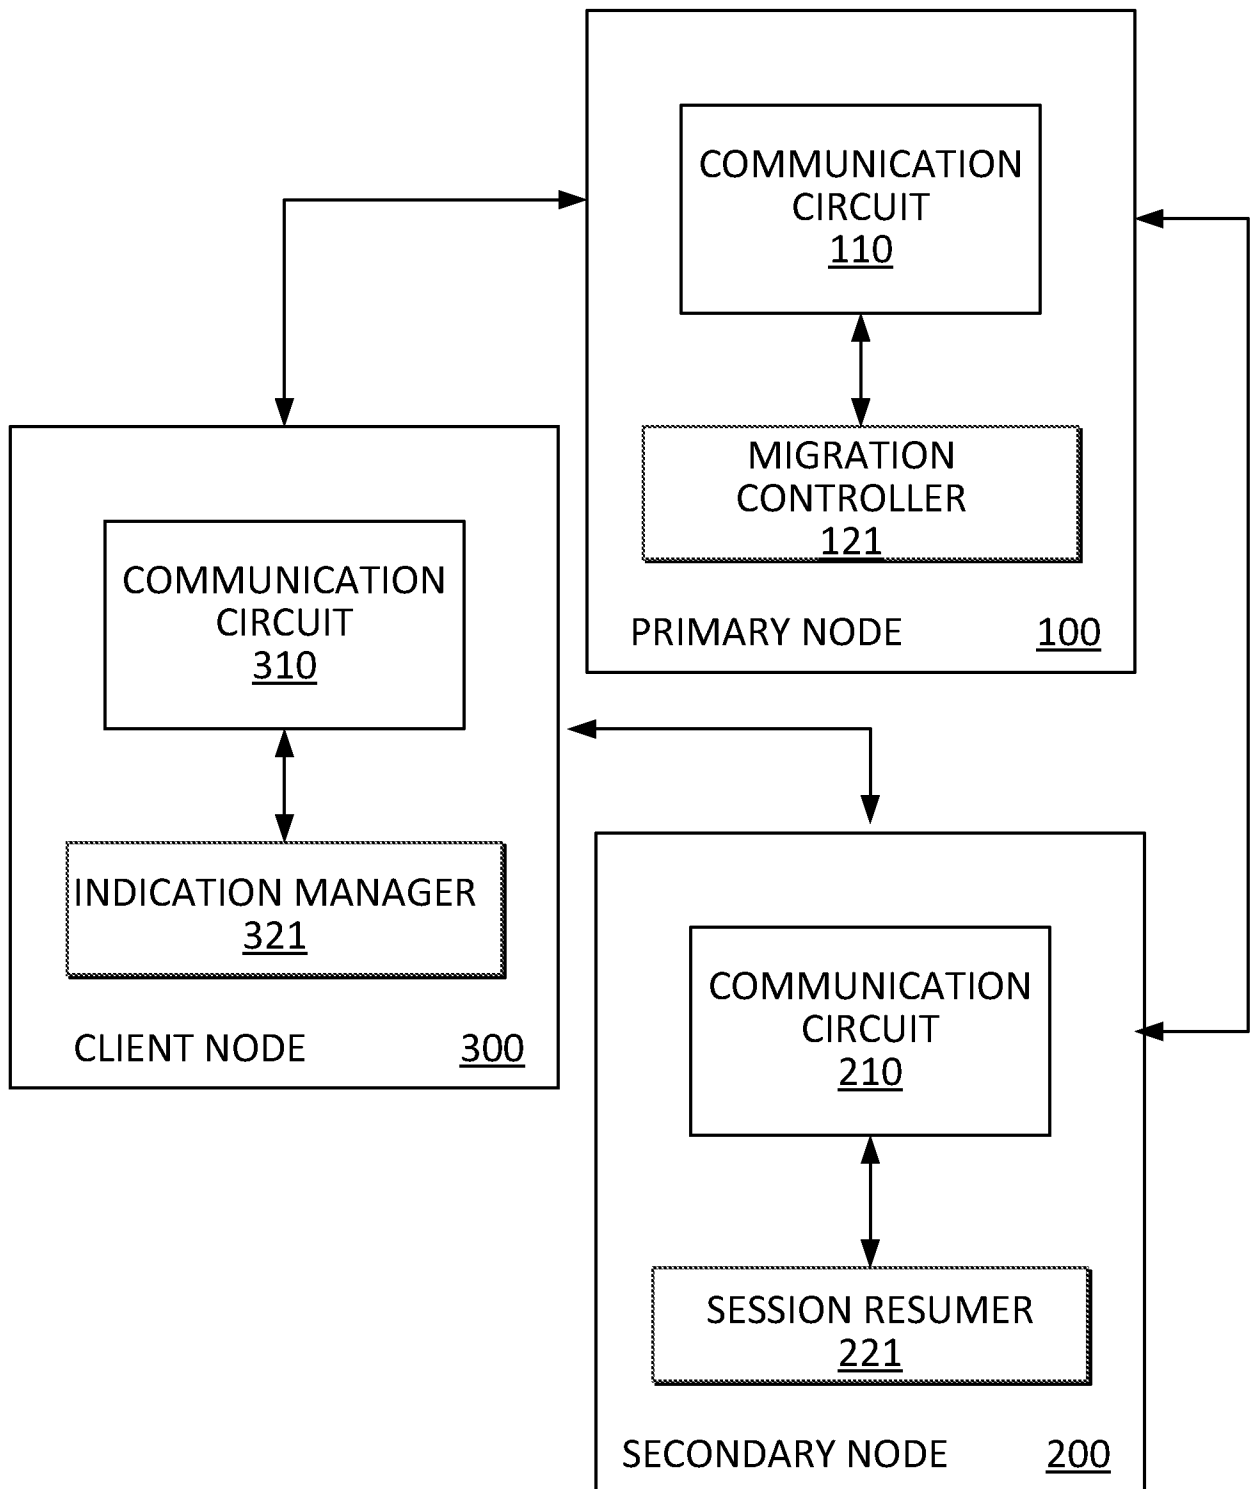 COMMUNICATION
CIRCUIT
110
MIGRATION
CONTROLLER
121
PRIMARY NODE 100
COMMUNICATION
CIRCUIT
310
INDICATION MANAGER
321
CLIENT NODE 300
COMMUNICATION
CIRCUIT
210
SESSION RESUMER
221
SECONDARY NODE 200